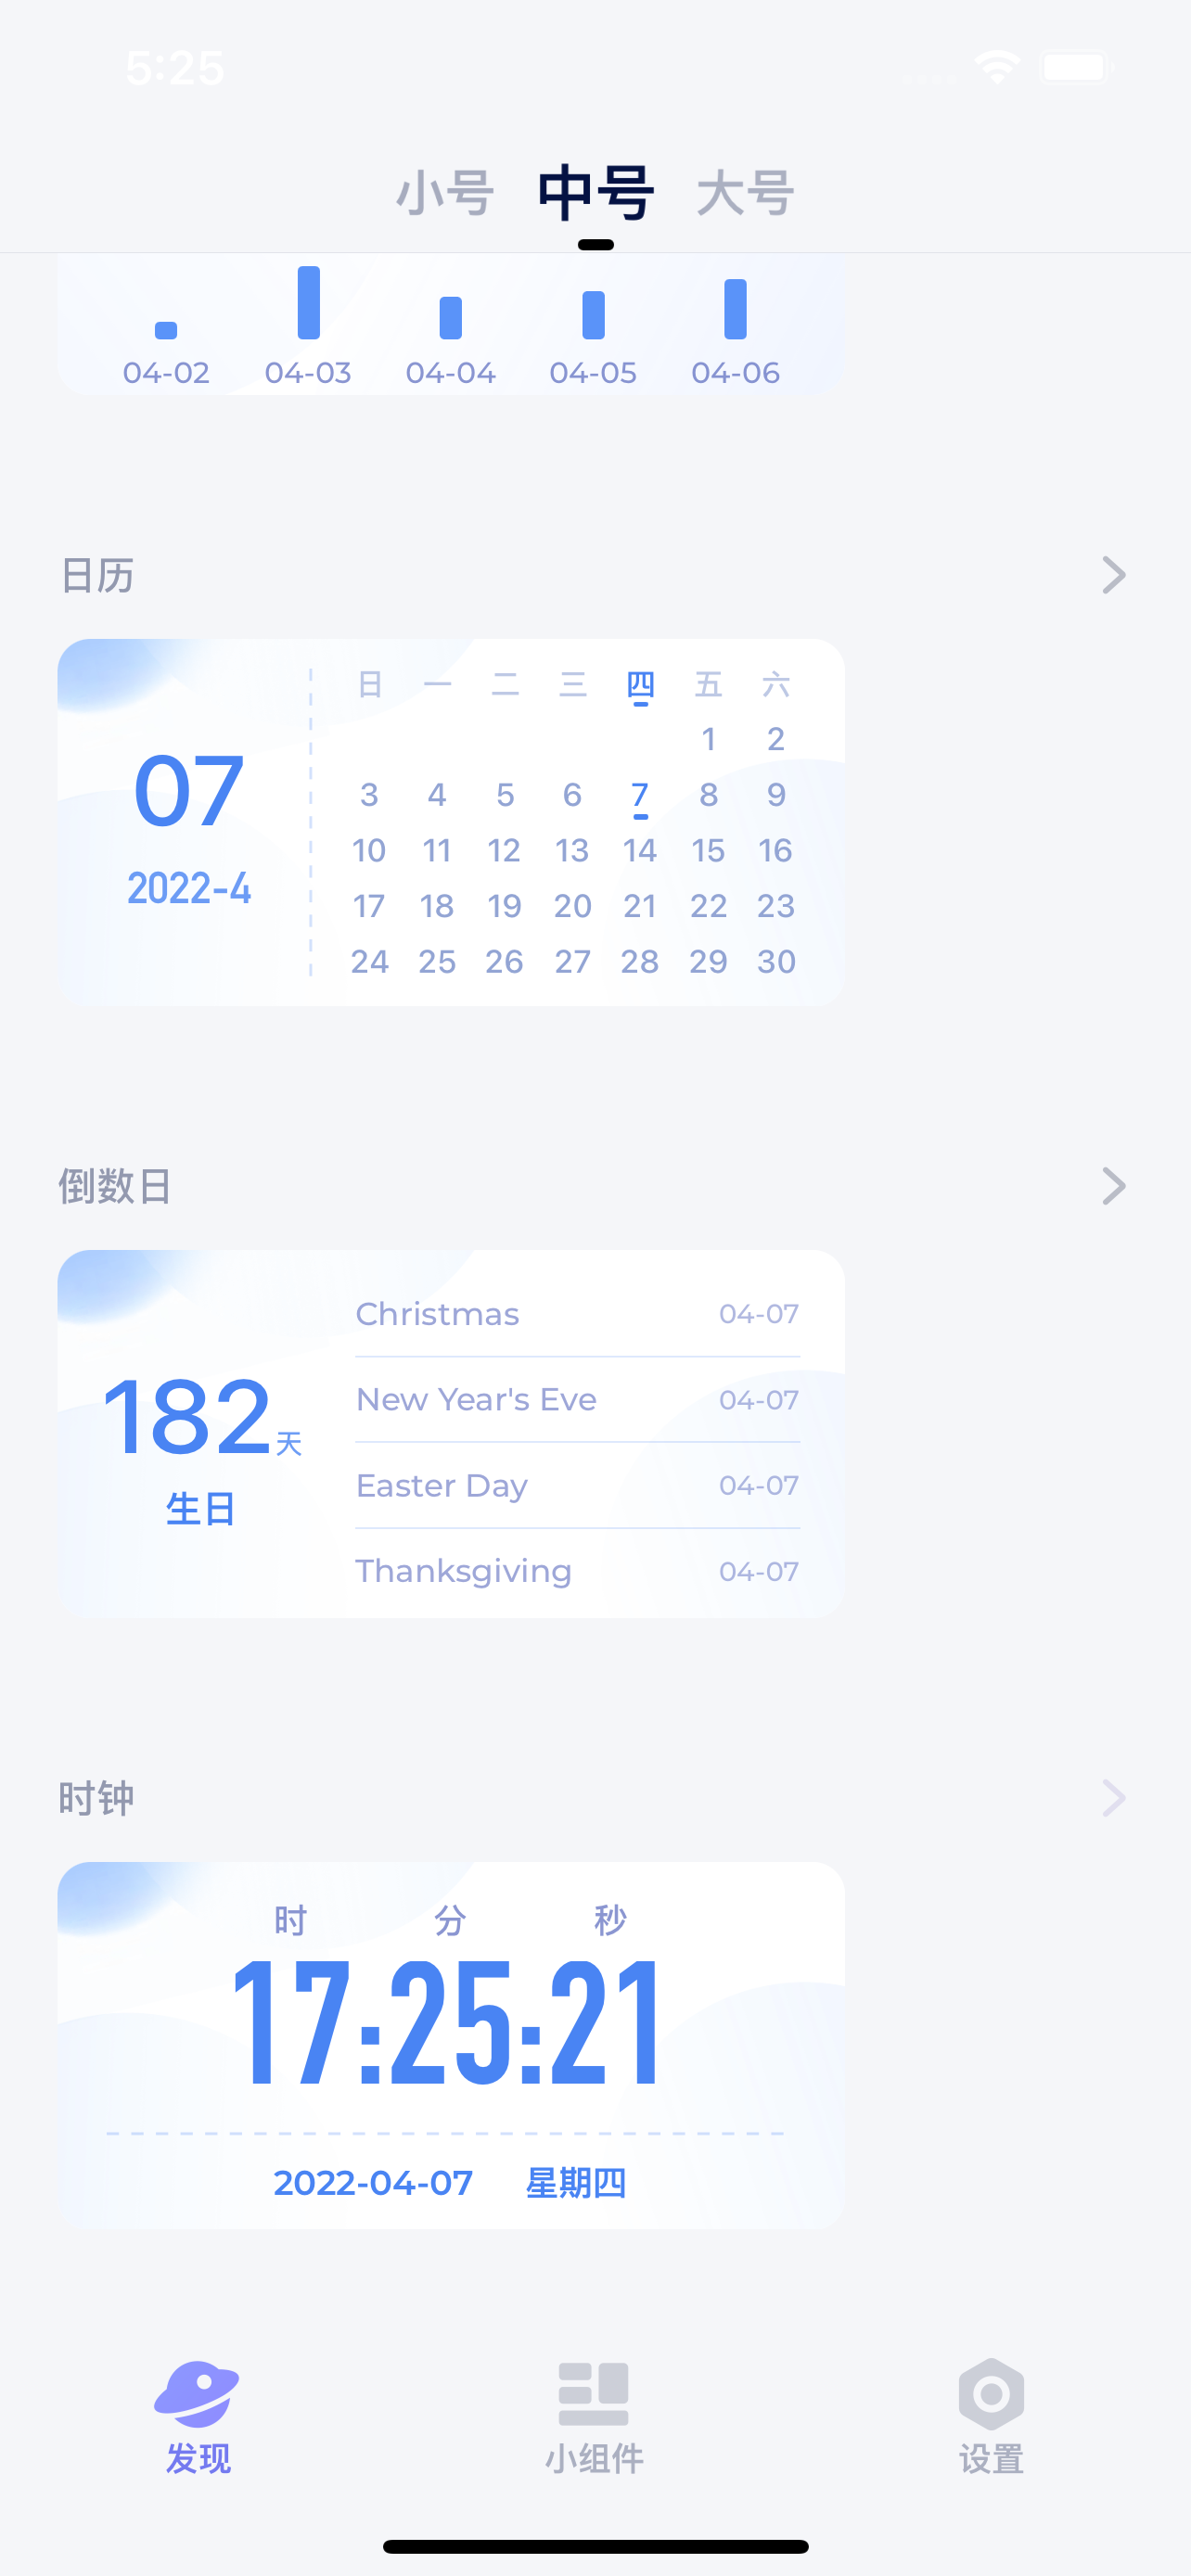 5:25
小号 中号 大号
04-02 04-03 04-04 04-05 04-06
日历
07
2022-4
日 一 二 三 四 五 六
1 2
3 4 5 6 7 8 9
10 11 12 13 14 15 16
17 18 19 20 21 22 23
24 25 26 27 28 29 30
倒数日
182天
生日
Christmas 04-07
New Year's Eve 04-07
Easter Day 04-07
Thanksgiving 04-07
时钟
时 分 秒
17:25:21
2022-04-07 星期四
发现 小组件 设置